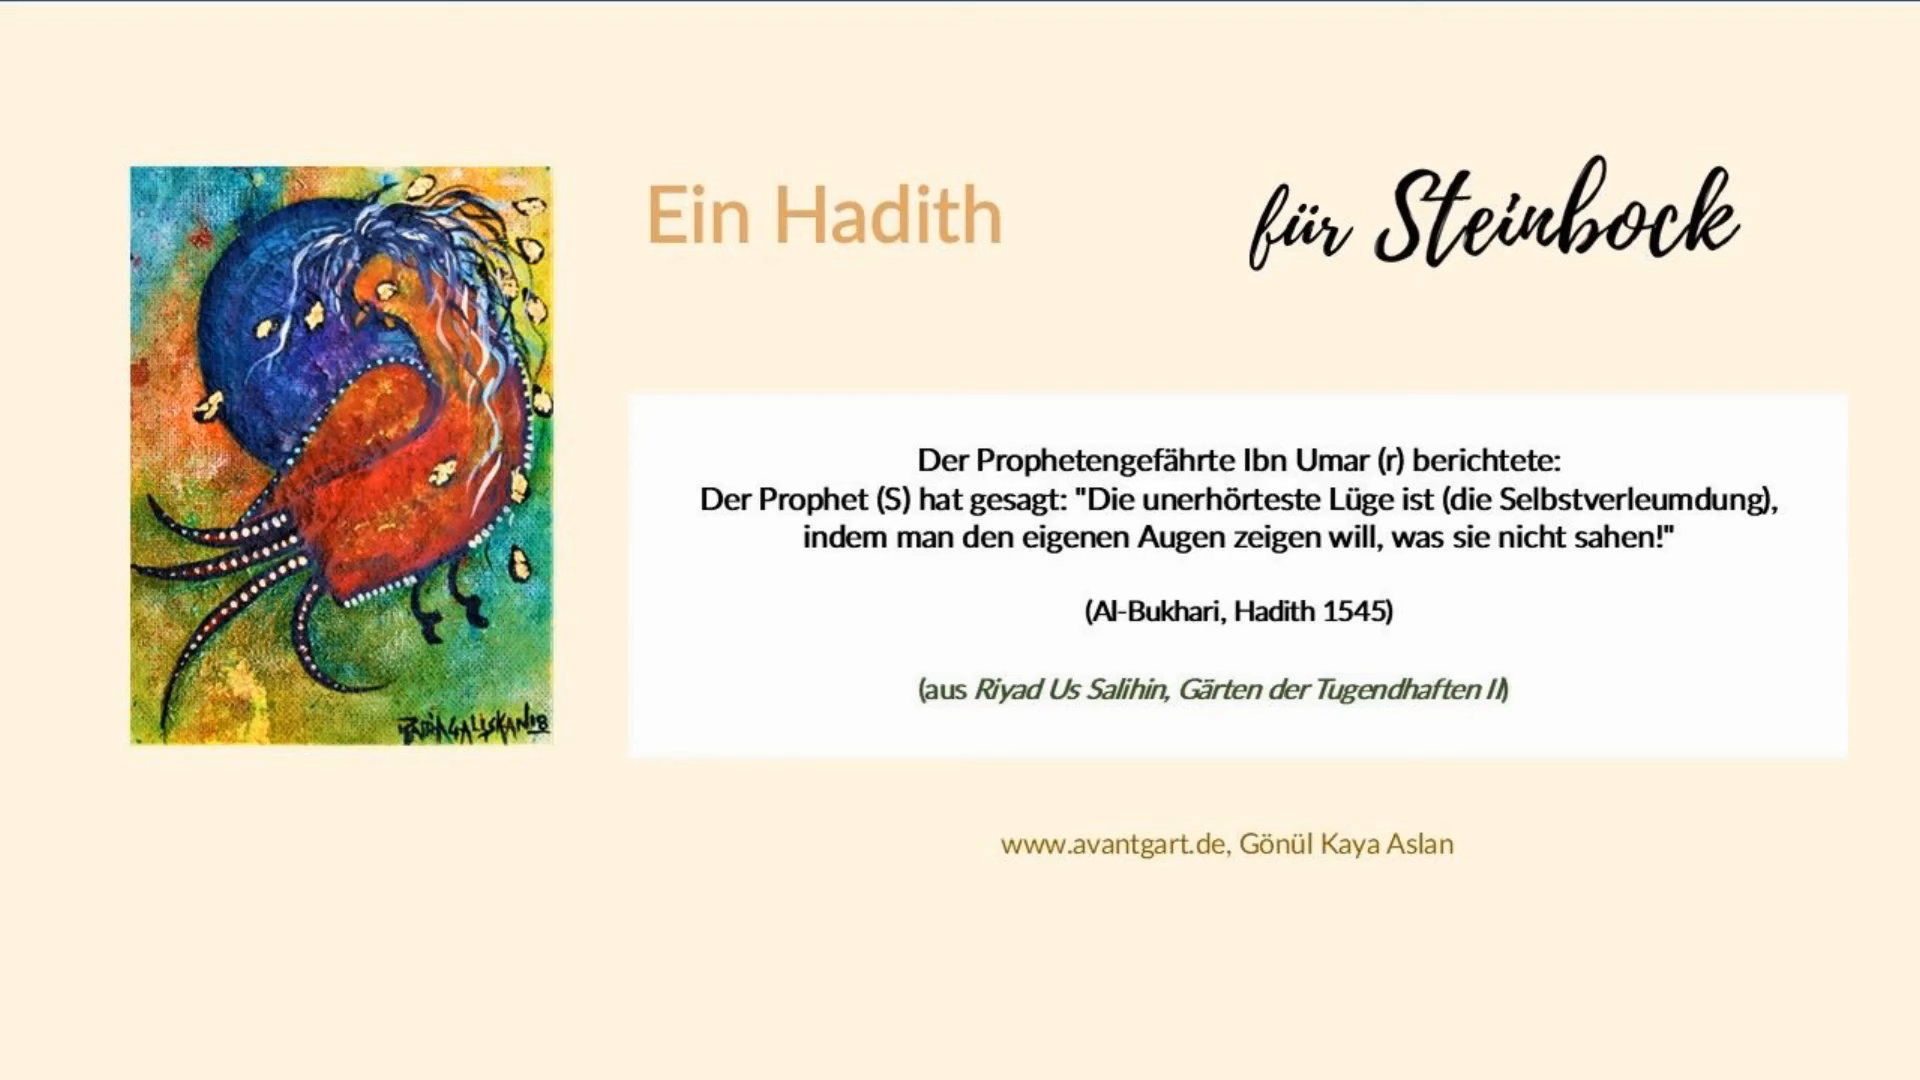 Ein Hadith
für Steinbock
Der Prophetengefährte Ibn Umar (r) berichtete:
Der Prophet (S) hat gesagt: "Die unerhörteste Lüge ist (die Selbstverleumdung),
indem man den eigenen Augen zeigen will, was sie nicht sahen!"
(Al-Bukhari, Hadith 1545)
(aus Riyad Us Salihin, Gärten der Tugendhaften II)
www.avantgart.de, Gönül Kaya Aslan